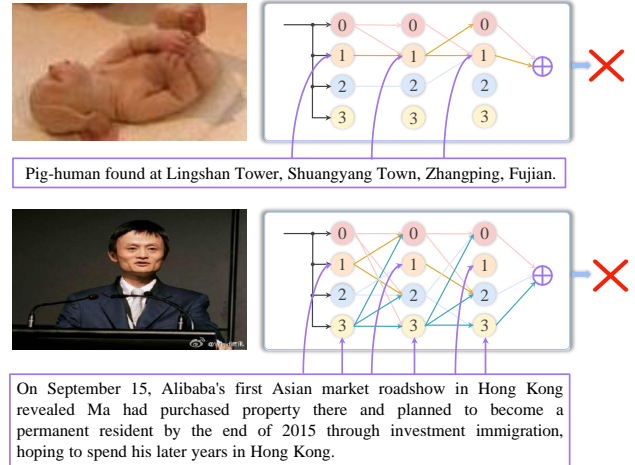 0 0 0
1 1 1
2 2 2
3 3 3
Pig-human found at Lingshan Tower, Shuangyang Town, Zhangping, Fujian.
0 0 0
1 1 1
2 2 2
3 3 3
On September 15, Alibaba's first Asian market roadshow in Hong Kong
revealed Ma had purchased property there and planned to become a
permanent resident by the end of 2015 through investment immigration,
hoping to spend his later years in Hong Kong.